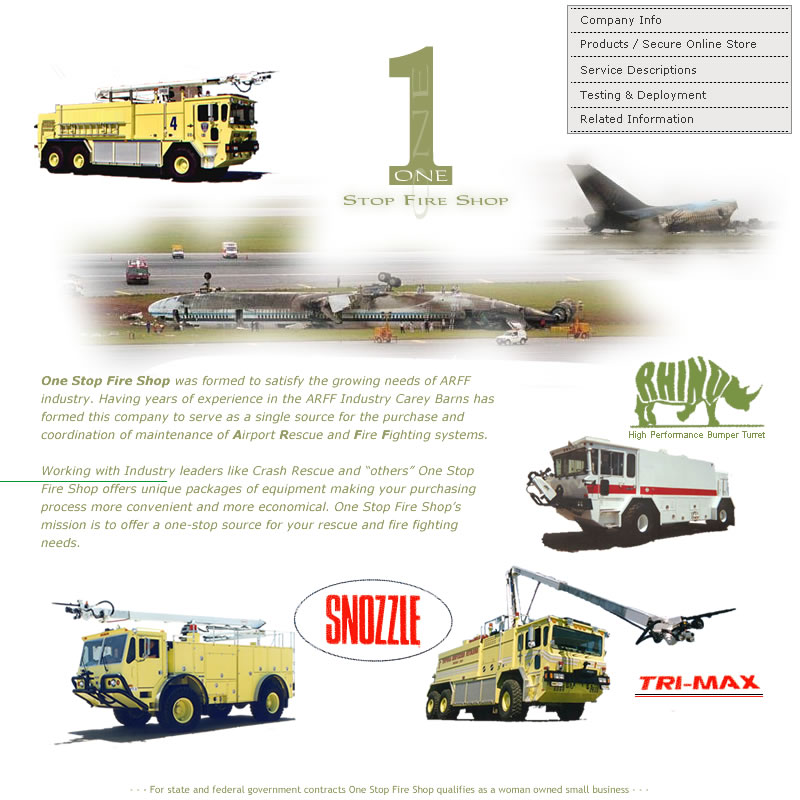 Company Info
Products / Secure Online Store
Service Descriptions
Testing & Deployment
Related Information
1
ONE
ONE
STOP FIRE SHOP
4
One Stop Fire Shop was formed to satisfy the growing needs of ARFF
industry. Having years of experience in the ARFF Industry Carey Barns has
formed this company to serve as a single source for the purchase and
coordination of maintenance of Airport Rescue and Fire Fighting systems.
Working with Industry leaders like Crash Rescue and “others” One Stop
Fire Shop offers unique packages of equipment making your purchasing
process more convenient and more economical. One Stop Fire Shop's
mission is to offer a one-stop source for your rescue and fire fighting
needs.
RHINO
High Performance Bumper Turret
SNOZZLE
TRI-MAX
- - - For state and federal government contracts One Stop Fire Shop qualifies as a woman owned small business - - -